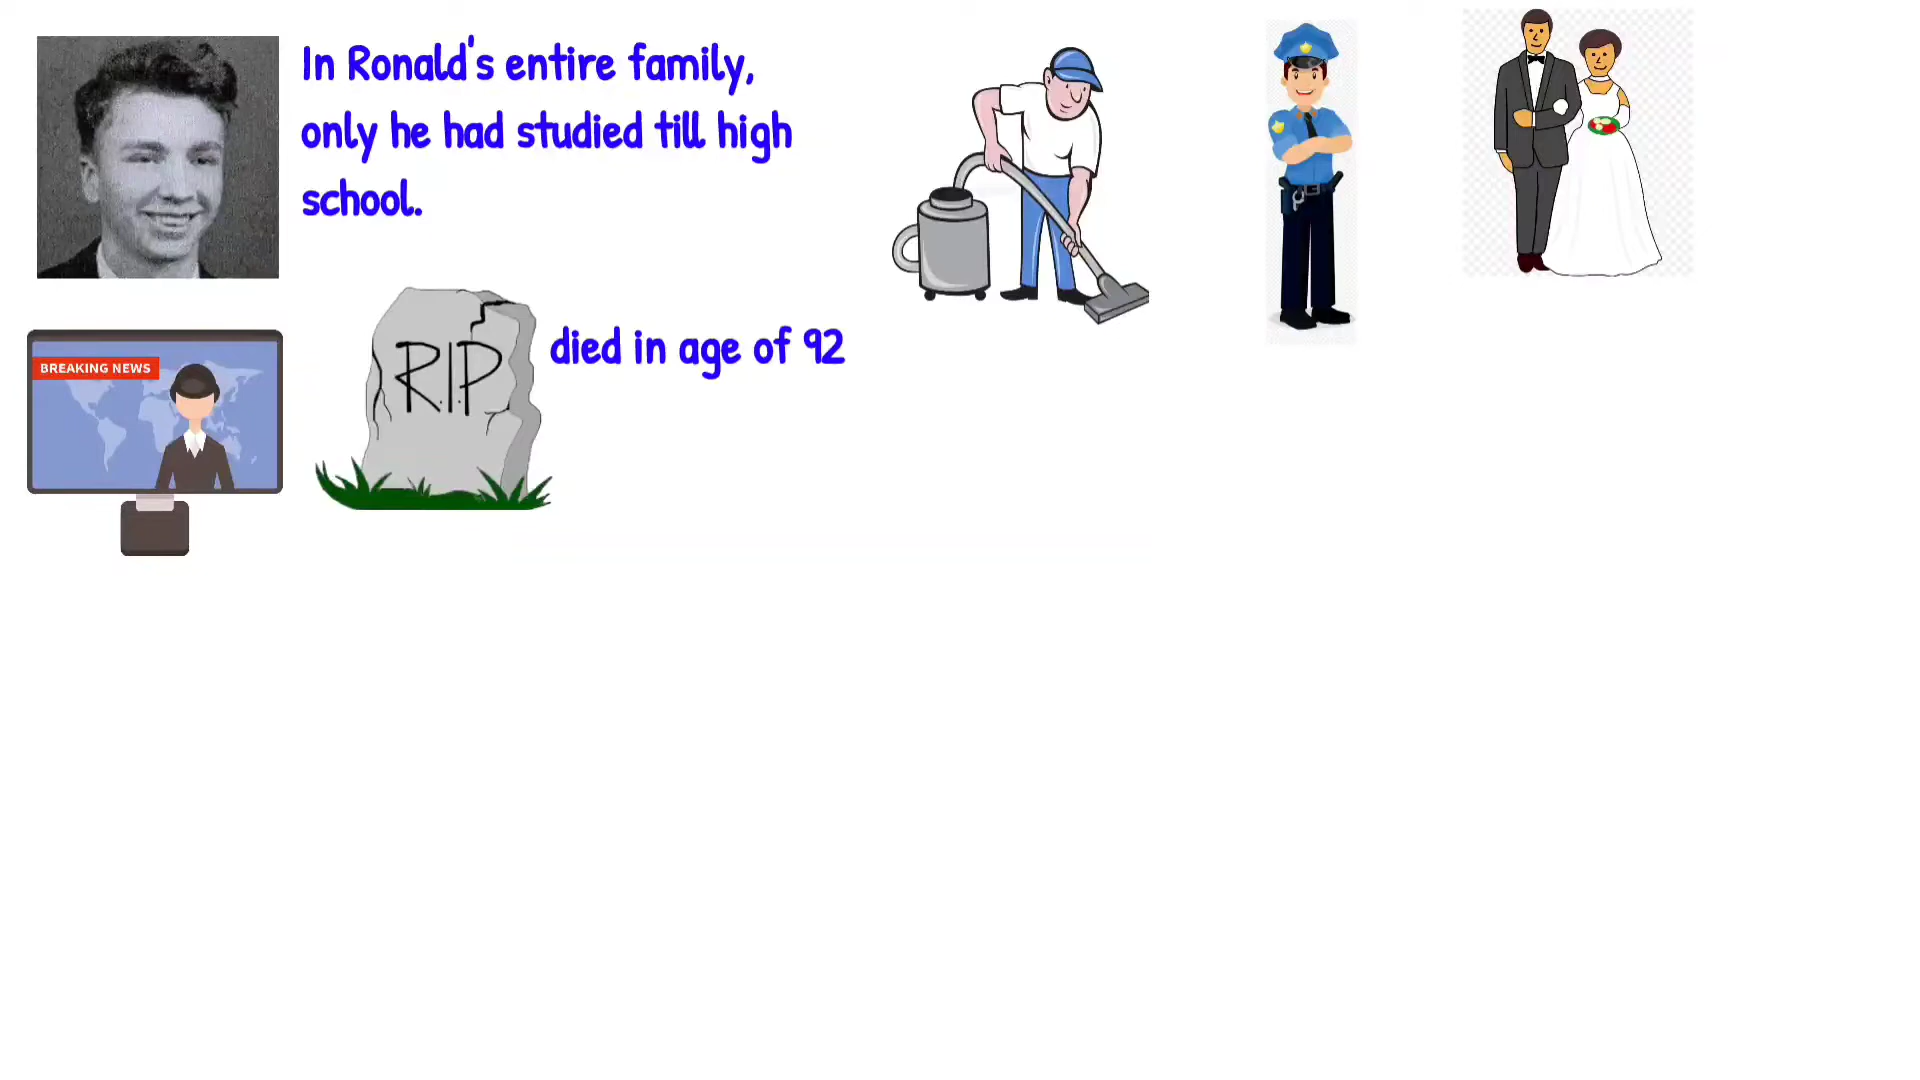 In Ronald's entire family,
only he had studied till high
school.
BREAKING NEWS
R.I.P
died in age of 92